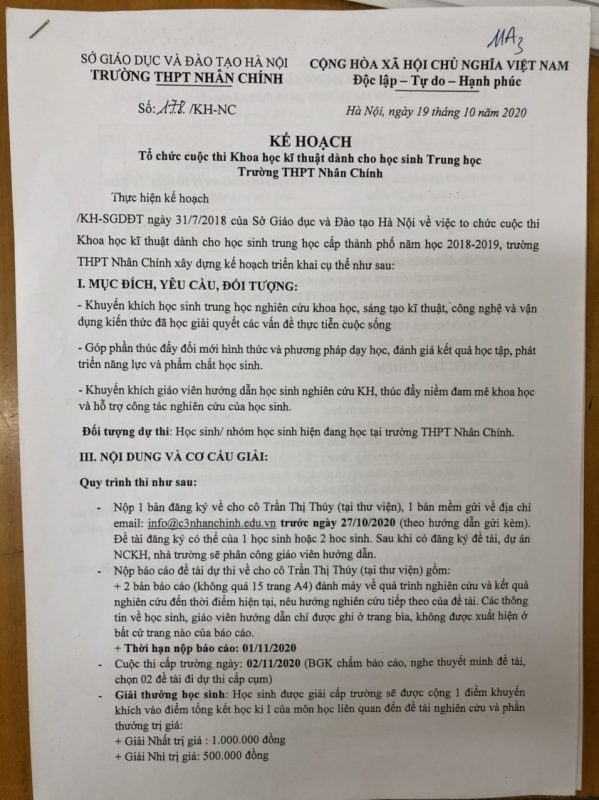 11A3
SỞ GIÁO DỤC VÀ ĐÀO TẠO HÀ NỘI
TRƯỜNG THPT NHÂN CHÍNH
CỘNG HÒA XÃ HỘI CHỦ NGHĨA VIỆT NAM
Độc lập – Tự do – Hạnh phúc
Số: 178 /KH-NC
Hà Nội, ngày 19 tháng 10 năm 2020
KẾ HOẠCH
Tổ chức cuộc thi Khoa học kĩ thuật dành cho học sinh Trung học
Trường THPT Nhân Chính
Thực hiện kế hoạch
/KH-SGDĐT ngày 31/7/2018 của Sở Giáo dục và Đào tạo Hà Nội về việc to chức cuộc thi
Khoa học kĩ thuật dành cho học sinh trung học cấp thành phố năm học 2018-2019, trường
THPT Nhân Chính xây dựng kế hoạch triển khai cụ thể như sau:
I. MỤC ĐÍCH, YÊU CẦU, ĐỐI TƯỢNG:
- Khuyến khích học sinh trung học nghiên cứu khoa học, sáng tạo kĩ thuật, công nghệ và vận
dụng kiến thức đã học giải quyết các vấn đề thực tiễn cuộc sống
- Góp phần thúc đẩy đổi mới hình thức và phương pháp dạy học, đánh giá kết quả học tập, phát
triển năng lực và phẩm chất học sinh.
- Khuyến khích giáo viên hướng dẫn học sinh nghiên cứu KH, thúc đẩy niềm đam mê khoa học
và hỗ trợ công tác nghiên cứu của học sinh.
Đối tượng dự thi: Học sinh/ nhóm học sinh hiện đang học tại trường THPT Nhân Chính.
III. NỘI DUNG VÀ CƠ CẤU GIẢI:
Quy trình thi như sau:
- Nộp 1 bản đăng ký về cho cô Trần Thị Thủy (tại thư viện), 1 bản mềm gửi về địa chỉ
email: info@c3nhanchinh.edu.vn trước ngày 27/10/2020 (theo hướng dẫn gửi kèm).
Đề tài đăng ký có thể của 1 học sinh hoặc 2 hoc sinh. Sau khi có đăng ký đề tài, dự án
NCKH, nhà trường sẽ phân công giáo viên hướng dẫn.
- Nộp báo cáo đề tài dự thi về cho cô Trần Thị Thủy (tại thư viện) gồm:
+ 2 bản báo cáo (không quá 15 trang A4) đánh máy về quá trình nghiên cứu và kết quả
nghiên cứu đến thời điểm hiện tại, nêu hướng nghiên cứu tiếp theo của đề tài. Các thông
tin về học sinh, giáo viên hướng dẫn chỉ được ghi ở trang bìa, không được xuất hiện ở
bất cứ trang nào của báo cáo.
+ Thời hạn nộp báo cáo: 01/11/2020
- Cuộc thi cấp trường ngày: 02/11/2020 (BGK chấm báo cáo, nghe thuyết minh đề tài,
chọn 02 đề tài đi dự thi cấp cụm)
- Giải thưởng học sinh: Học sinh được giải cấp trường sẽ được cộng 1 điểm khuyến
khích vào điểm tổng kết học kì I của môn học liên quan đến đề tài nghiên cứu và phần
thưởng trị giá:
+ Giải Nhất trị giá : 1.000.000 đồng
+ Giải Nhì trị giá: 500.000 đồng